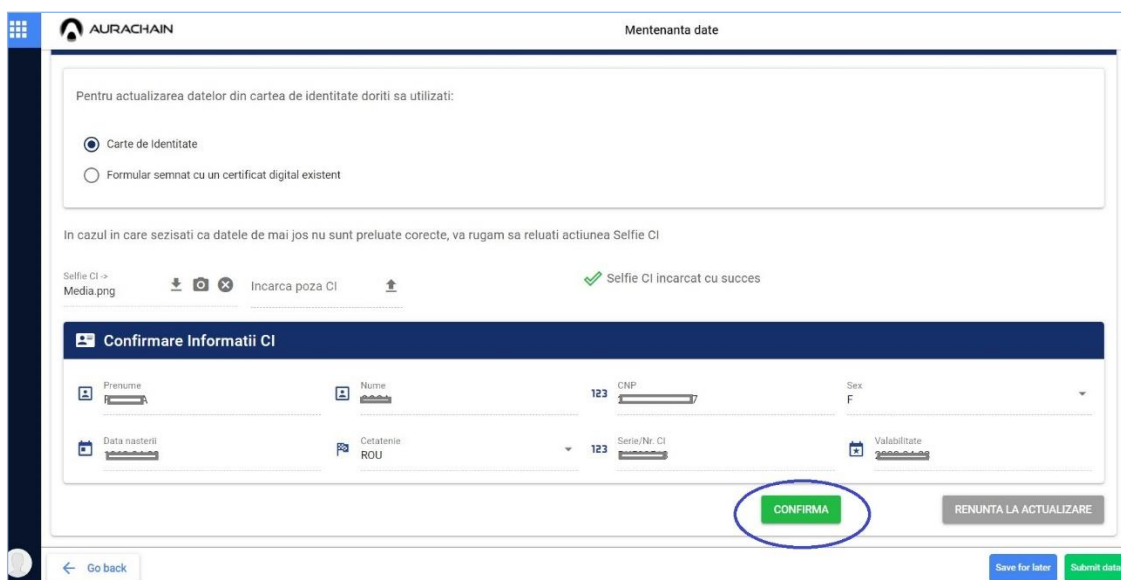 AURACHAIN
Mentenanta date
Pentru actualizarea datelor din cartea de identitate doriti sa utilizati:
Carte de Identitate
Formular semnat cu un certificat digital existent
In cazul in care sezisati ca datele de mai jos nu sunt preluate corecte, va rugam sa reluati actiunea Selfie CI
Selfie CI ->
Media.png
Incarca poza CI
Selfie CI incarcat cu succes
Confirmare Informatii CI
Prenume
Nume
123 CNP
Sex
F
Data nasterii
Cetatenie
ROU
123 Serie/Nr. CI
Valabilitate
CONFIRMA
RENUNTA LA ACTUALIZARE
Go back
Save for later
Submit data